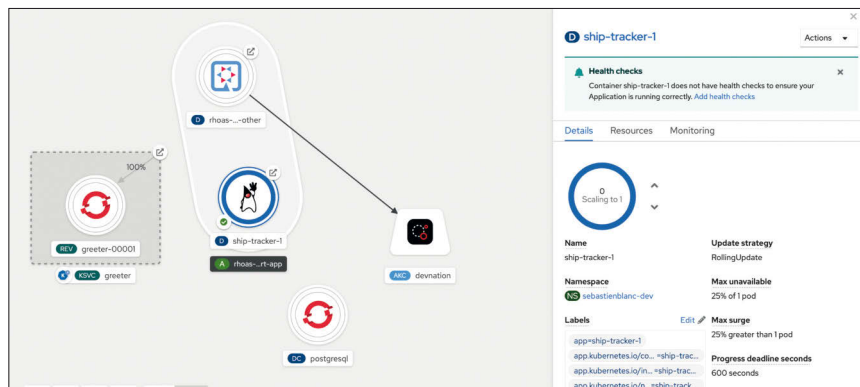 D rhoas-...-other
100%
REV greeter-00001
KSVC greeter
D ship-tracker-1
A rhoas-...rt-app
AKC devnation
DC postgresql
D ship-tracker-1
Actions
Health checks
Container ship-tracker-1 does not have health checks to ensure your
Application is running correctly. Add health checks
Details Resources Monitoring
0
Scaling to 1
Name Update strategy
ship-tracker-1 RollingUpdate
Namespace Max unavailable
NS sebastienblanc-dev 25% of 1 pod
Labels Edit Max surge
app=ship-tracker-1 25% greater than 1 pod
app.kubernetes.io/co... =ship-trac...
app.kubernetes.io/in... =ship-trac... Progress deadline seconds
app.kubernetes.io/n...=ship-track 600 seconds